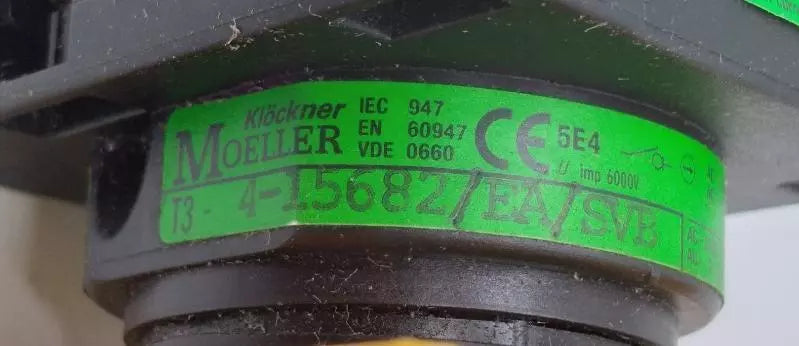 Klöckner
MOELLER
IEC 947
EN 60947
VDE 0660
CE 5E4
U imp 6000V
T3 - 4-15682/EA/SVB